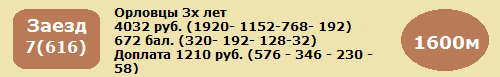 Заезд
7(616)
Орловцы 3х лет
4032 руб. (1920- 1152-768- 192)
672 бал. (320- 192- 128-32)
Доплата 1210 руб. (576 - 346 - 230 -
58)
1600м